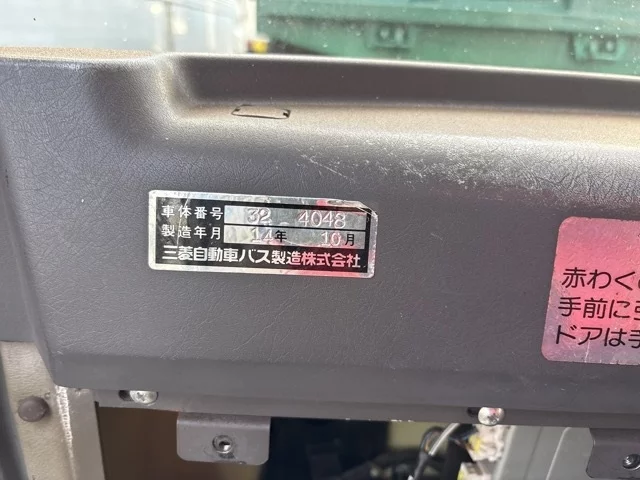 車体番号 32-4048
製造年月 14年 10月
三菱自動車バス製造株式会社
赤わく
手前に
ドアは手